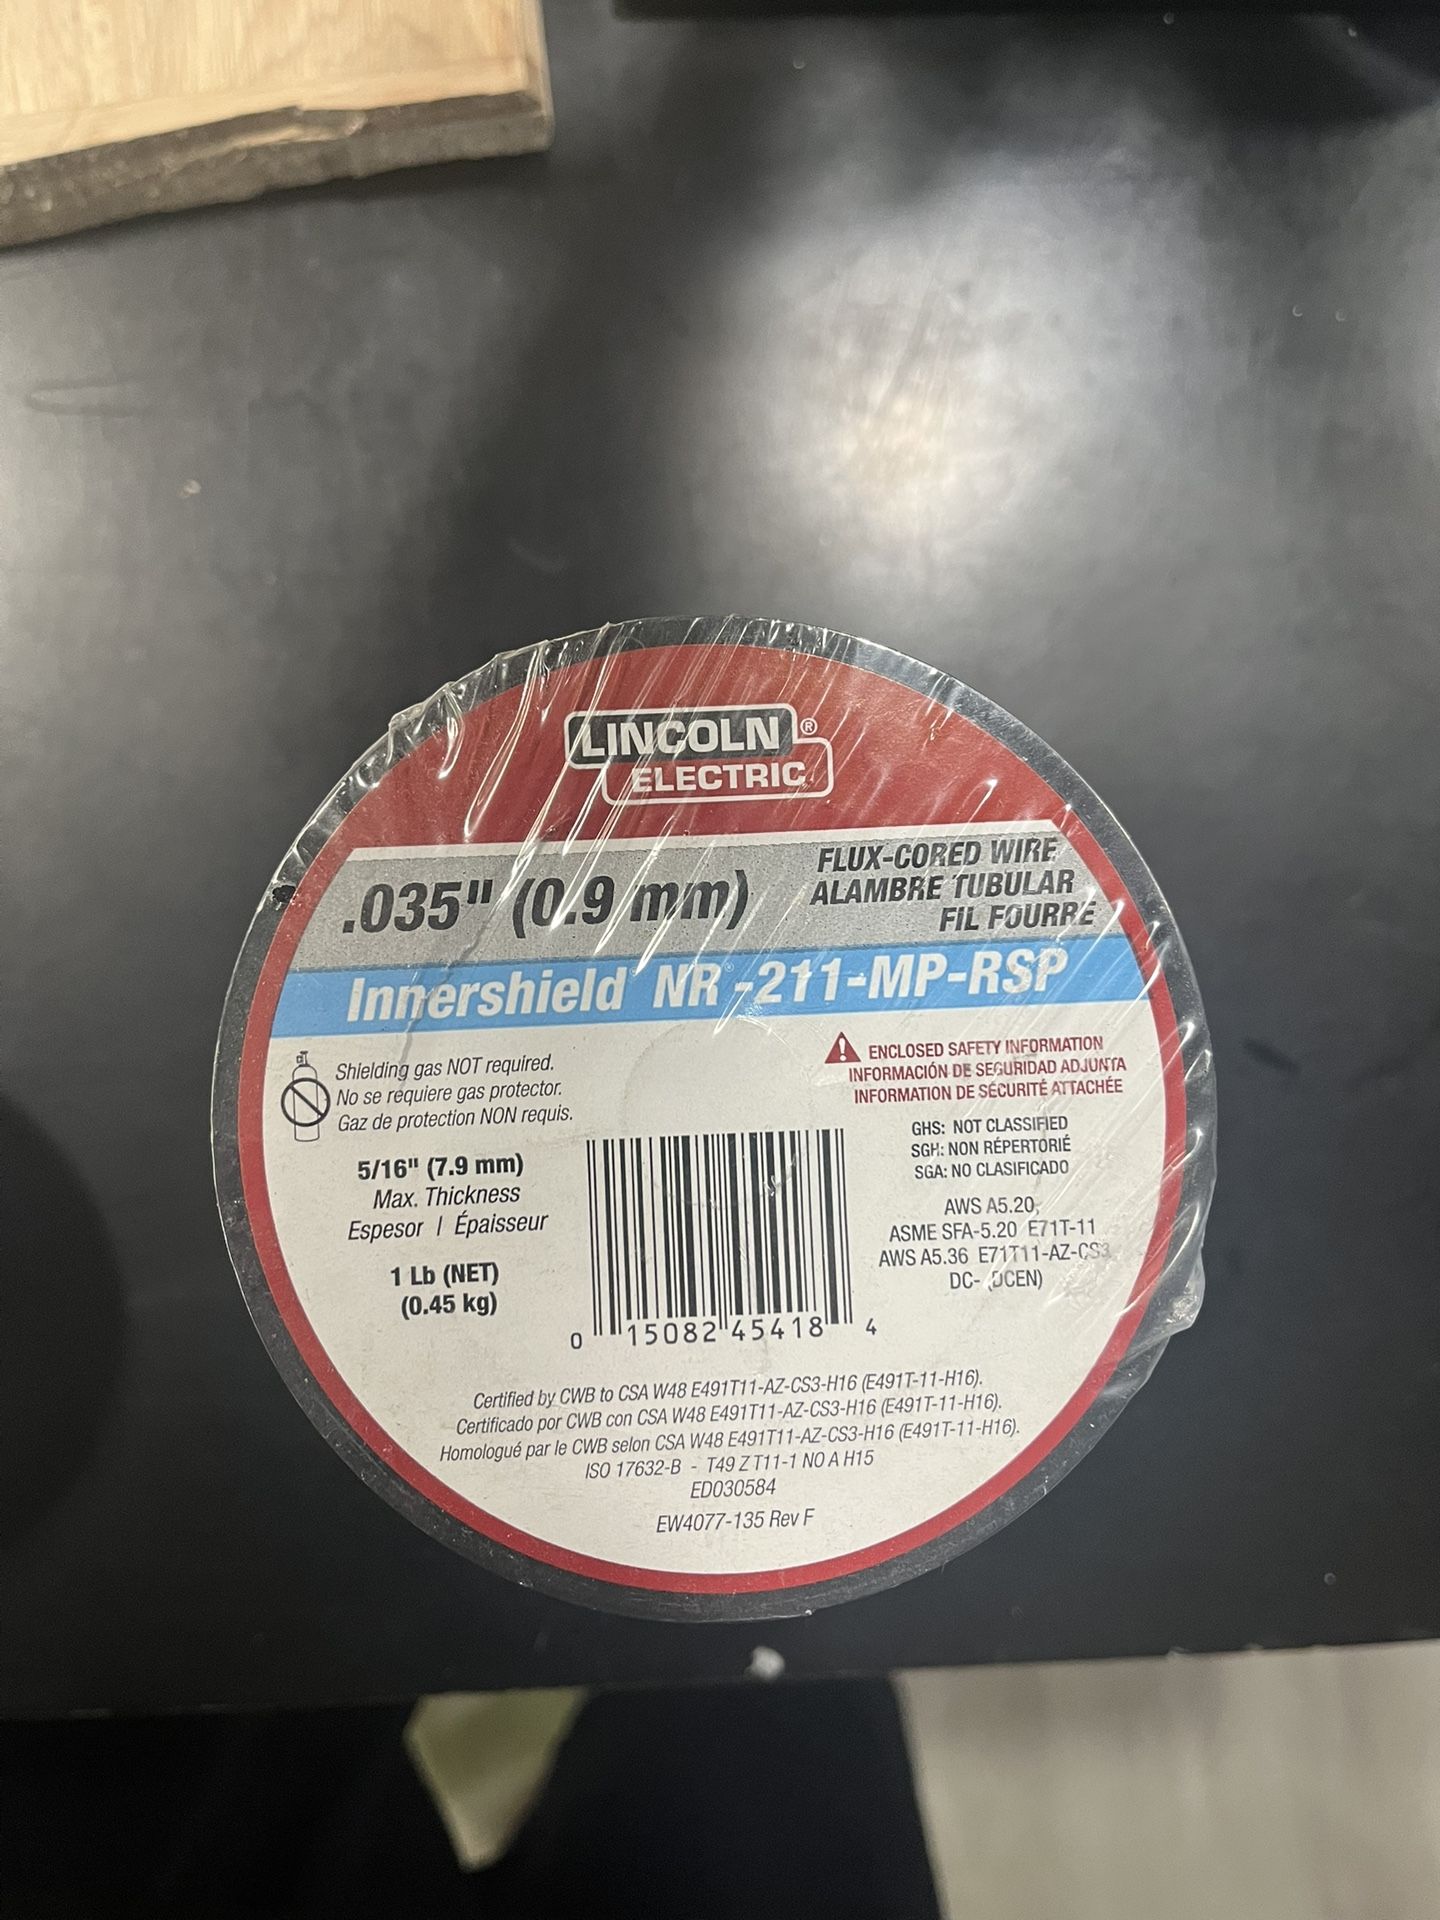 LINCOLN ®
ELECTRIC
.035" (0.9 mm)
FLUX-CORED WIRE
ALAMBRE TUBULAR
FIL FOURRÉ
Innershield® NR®-211-MP-RSP
Shielding gas NOT required.
No se requiere gas protector.
Gaz de protection NON requis.
5/16" (7.9 mm)
Max. Thickness
Espesor | Épaisseur
1 Lb (NET)
(0.45 kg)
ENCLOSED SAFETY INFORMATION
INFORMACIÓN DE SEGURIDAD ADJUNTA
INFORMATION DE SÉCURITÉ ATTACHÉE
GHS: NOT CLASSIFIED
SGH: NON RÉPERTORIÉ
SGA: NO CLASIFICADO
AWS A5.20,
ASME SFA-5.20 E71T-11
AWS A5.36 E71T11-AZ-CS3
DC- (DCEN)
0 15082 45418 4
Certified by CWB to CSA W48 E491T11-AZ-CS3-H16 (E491T-11-H16).
Certificado por CWB con CSA W48 E491T11-AZ-CS3-H16 (E491T-11-H16).
Homologué par le CWB selon CSA W48 E491T11-AZ-CS3-H16 (E491T-11-H16).
ISO 17632-B - T49 Z T11-1 NO A H15
ED030584
EW4077-135 Rev F